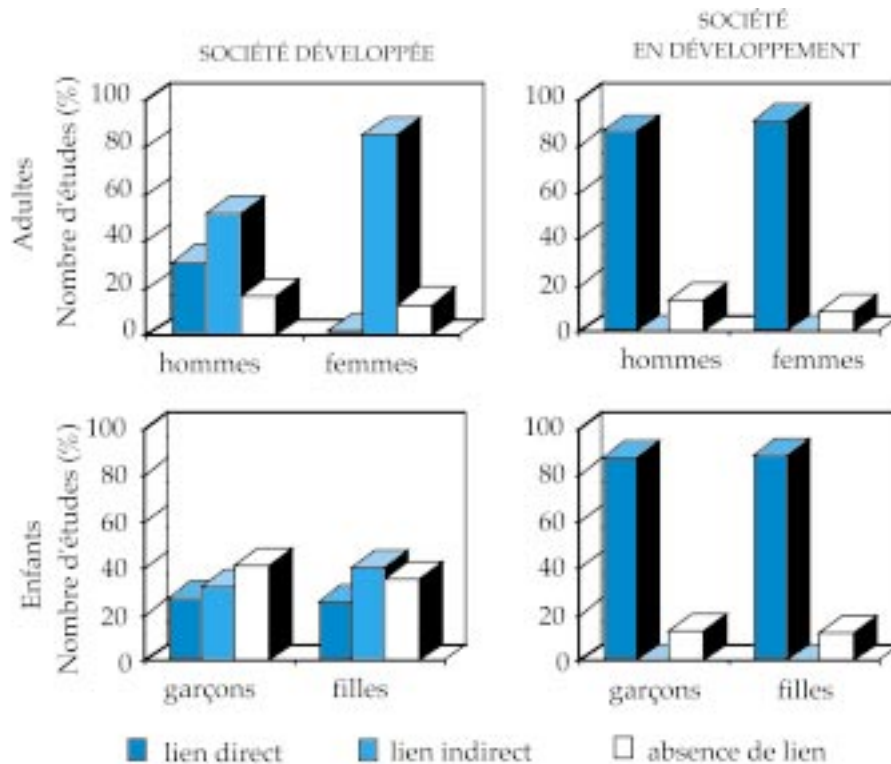 SOCIÉTÉ DÉVELOPPÉE
SOCIÉTÉ
EN DÉVELOPPEMENT
Adultes
Nombre d'études (%)
100
80
60
40
20
0
hommes
femmes
100
80
60
40
20
0
hommes
femmes
Enfants
Nombre d'études (%)
100
80
60
40
20
0
garçons
filles
100
80
60
40
20
0
garçons
filles
lien direct
lien indirect
absence de lien